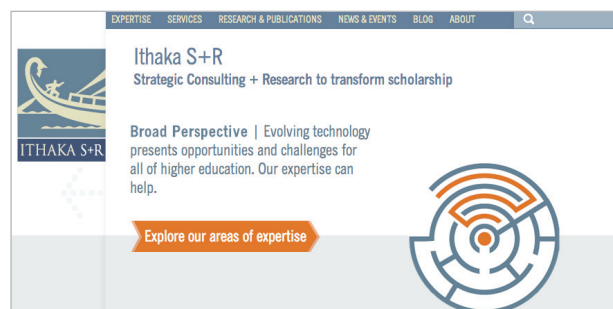 EXPERTISE SERVICES RESEARCH & PUBLICATIONS NEWS & EVENTS BLOG ABOUT
Ithaka S+R
Strategic Consulting + Research to transform scholarship
ITHAKA S+R
Broad Perspective | Evolving technology
presents opportunities and challenges for
all of higher education. Our expertise can
help.
Explore our areas of expertise